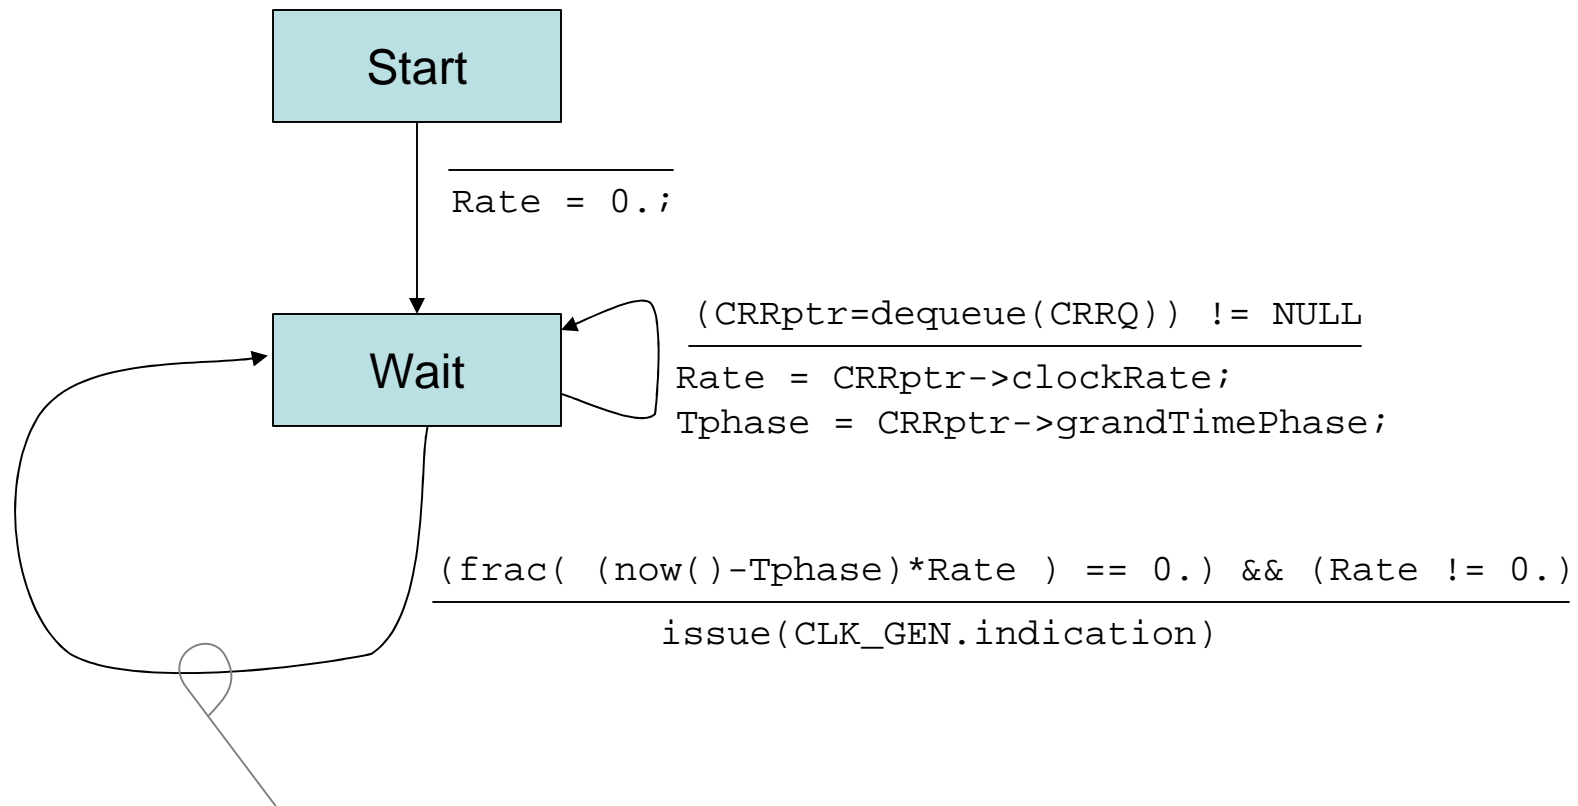 Start
Rate = 0.;
(CRRptr=dequeue(CRRQ)) != NULL
Wait
Rate = CRRptr->clockRate;
Tphase = CRRptr->grandTimePhase;
(frac( (now()-Tphase)*Rate ) == 0.) && (Rate != 0.)
issue(CLK_GEN.indication)